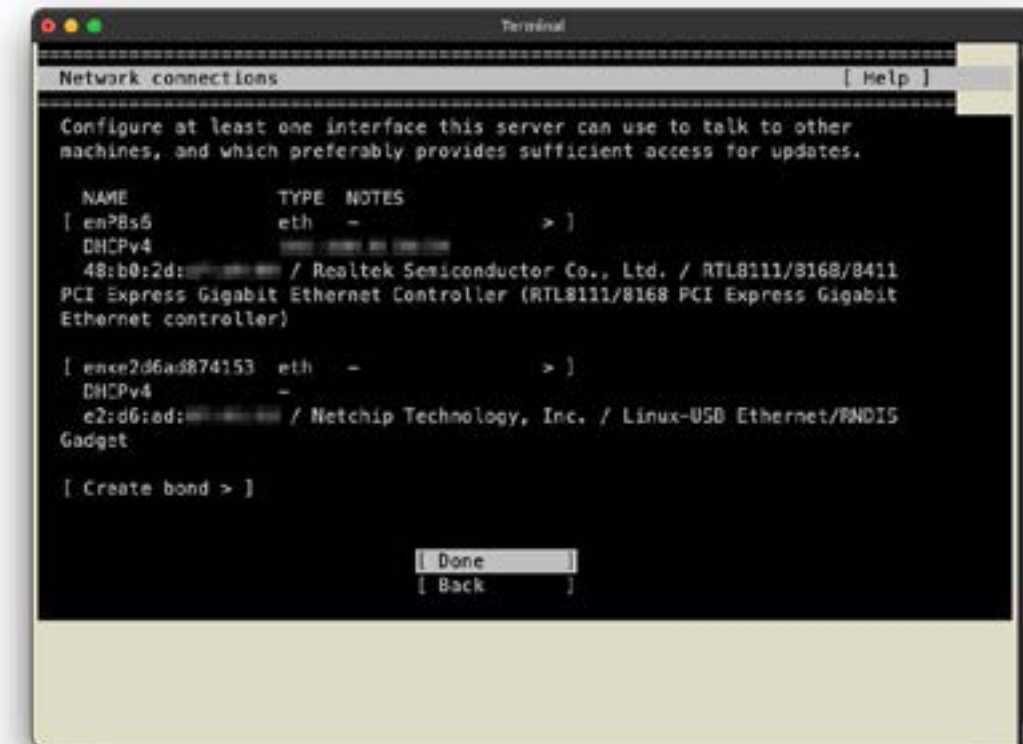 Terminal
Network connections [ Help ]
Configure at least one interface this server can use to talk to other
machines, and which preferably provides sufficient access for updates.
NAME TYPE NOTES
[ enP8s6 eth - > ]
DHCPv4
48:b0:2d: / Realtek Semiconductor Co., Ltd. / RTL8111/8168/8411
PCI Express Gigabit Ethernet Controller (RTL8111/8168 PCI Express Gigabit
Ethernet controller)
[ enxe2d6ad874153 eth - > ]
DHCPv4 -
e2:d6:ad: / Netchip Technology, Inc. / Linux-USB Ethernet/RNDIS
Gadget
[ Create bond > ]
[ Done ]
[ Back ]